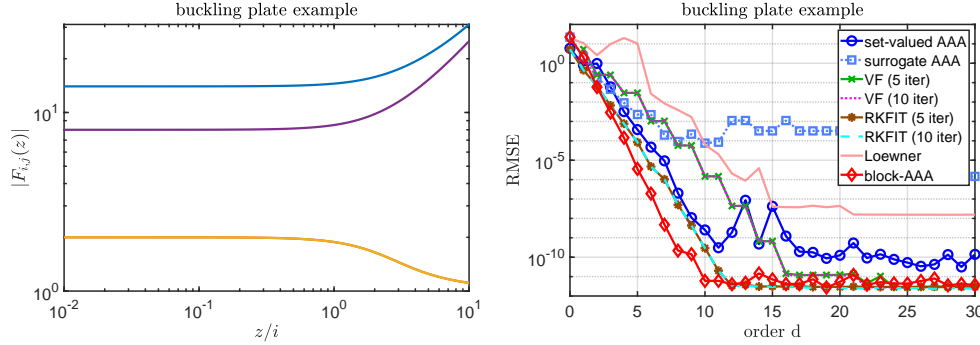 buckling plate example
|F_{i,j}(z)|
10^1
10^0
10^{-2}
10^{-1}
10^0
10^1
z/i
buckling plate example
RMSE
10^0
10^{-5}
10^{-10}
0
5
10
15
20
25
30
order d
set-valued AAA
surrogate AAA
VF (5 iter)
VF (10 iter)
RKFIT (5 iter)
RKFIT (10 iter)
Loewner
block-AAA